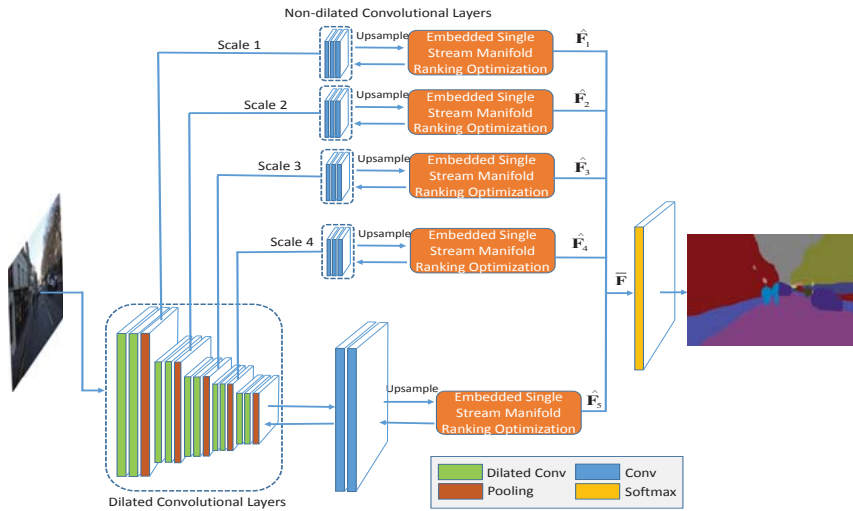 Non-dilated Convolutional Layers
Scale 1
Upsample
Embedded Single
Stream Manifold
Ranking Optimization
F̂₁
Scale 2
Upsample
Embedded Single
Stream Manifold
Ranking Optimization
F̂₂
Scale 3
Upsample
Embedded Single
Stream Manifold
Ranking Optimization
F̂₃
Scale 4
Upsample
Embedded Single
Stream Manifold
Ranking Optimization
F̂₄
F̅
Upsample
Embedded Single
Stream Manifold
Ranking Optimization
F̂₅
Dilated Convolutional Layers
Dilated Conv
Conv
Pooling
Softmax